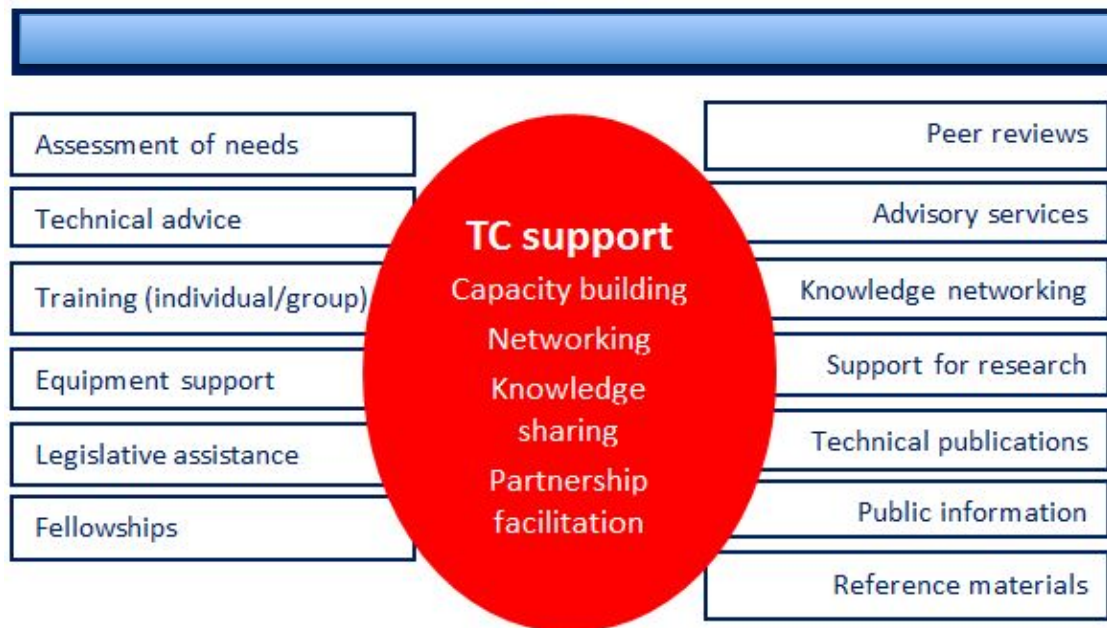 Assessment of needs
Technical advice
Training (individual/group)
Equipment support
Legislative assistance
Fellowships
TC support
Capacity building
Networking
Knowledge
sharing
Partnership
facilitation
Peer reviews
Advisory services
Knowledge networking
Support for research
Technical publications
Public information
Reference materials